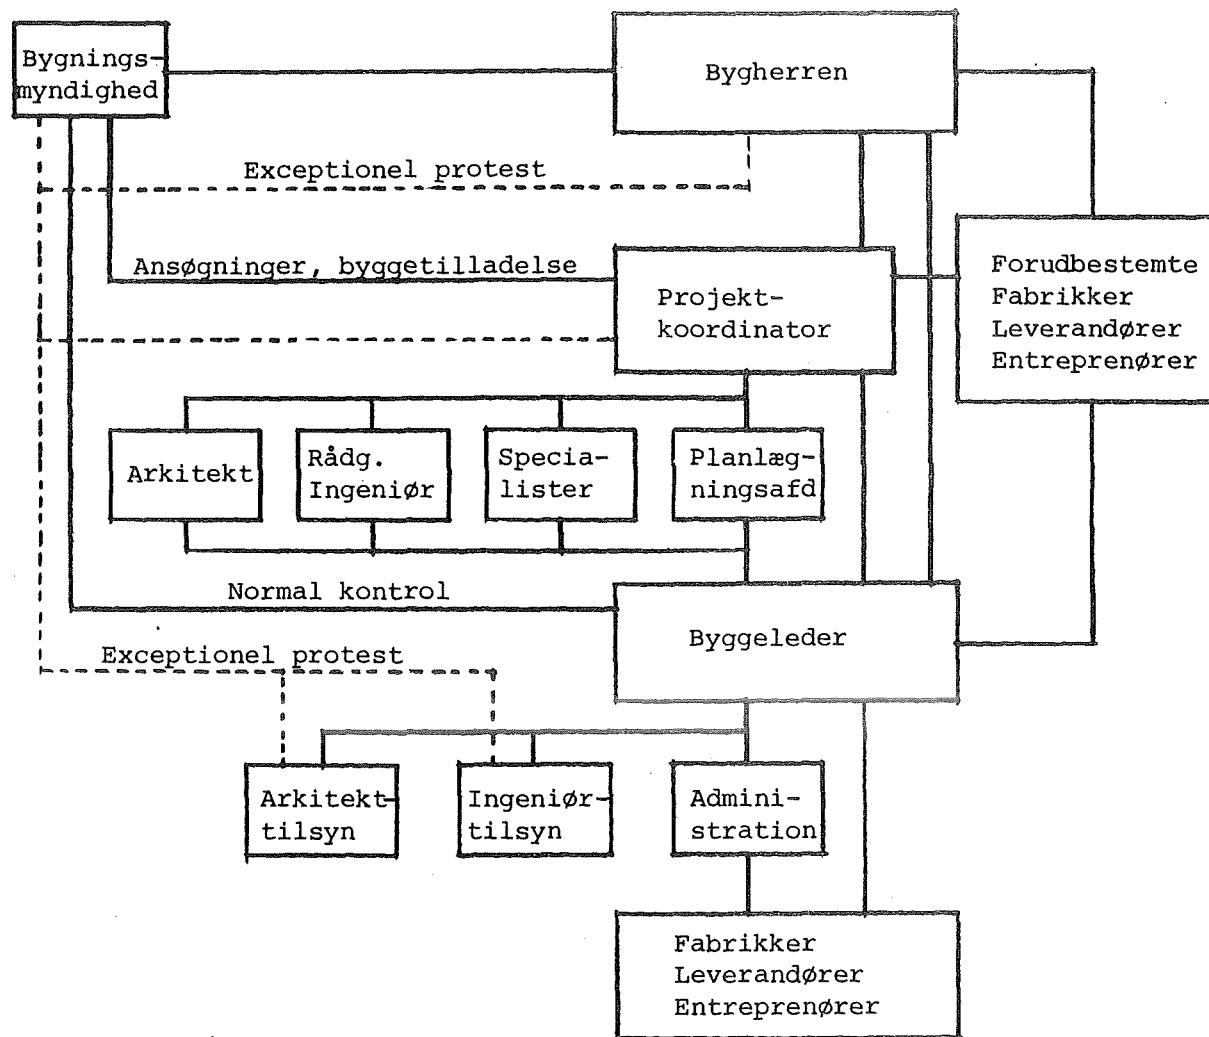 Bygnings-
myndighed
Bygherren
Exceptionel protest
Ansøgninger, byggetilladelse
Projekt-
koordinator
Forudbestemte
Fabrikker
Leverandører
Entreprenører
Arkitekt
Rådg.
Ingeniør
Specia-
lister
Planlæg-
ningsafd
Normal kontrol
Byggeleder
Exceptionel protest
Arkitekt-
tilsyn
Ingeniør-
tilsyn
Admini-
stration
Fabrikker
Leverandører
Entreprenører